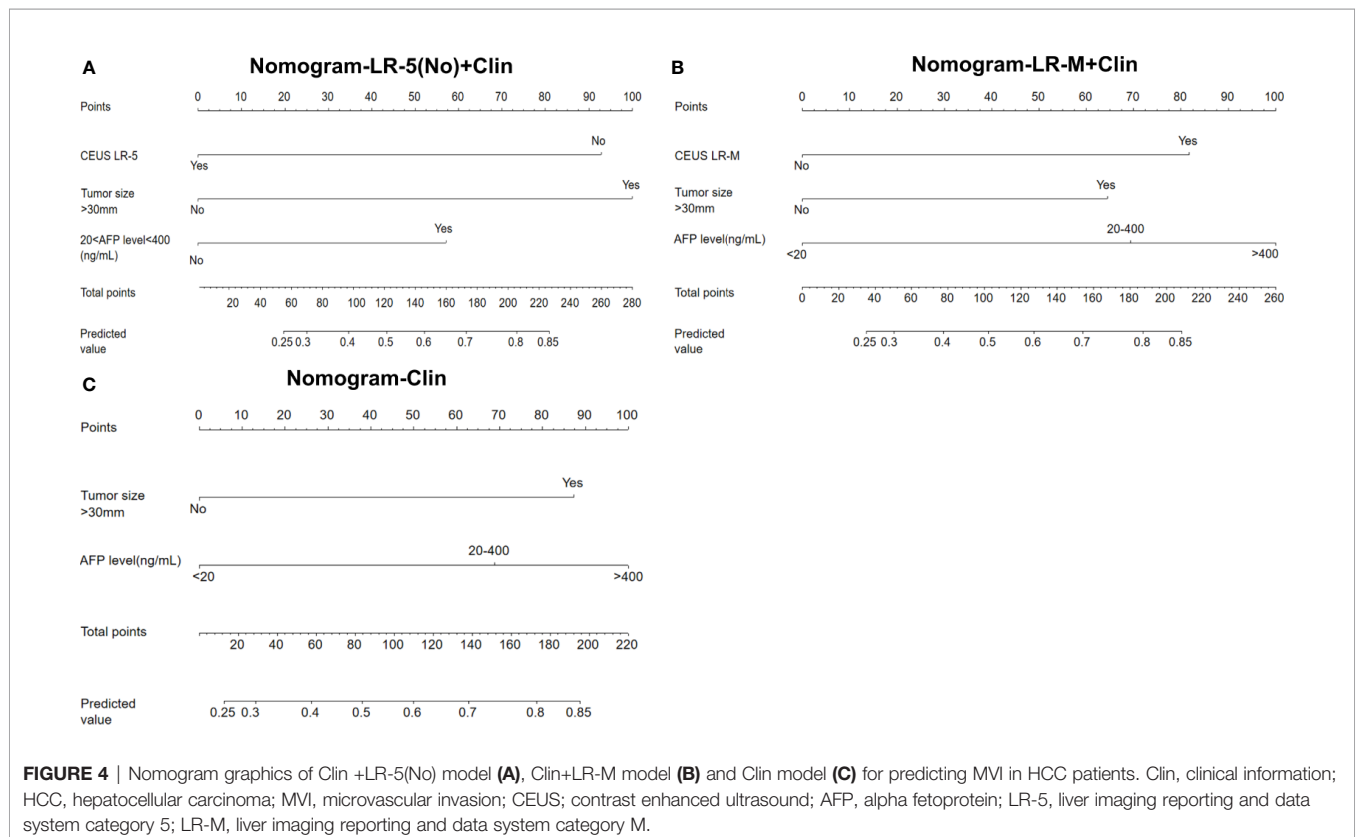 A
Nomogram-LR-5(No)+Clin
Points
0 10 20 30 40 50 60 70 80 90 100
No
CEUS LR-5
Yes
Yes
Tumor size
>30mm
No
Yes
20<AFP level<400
(ng/mL)
No
Total points
20 40 60 80 100 120 140 160 180 200 220 240 260 280
Predicted
value
0.25 0.3 0.4 0.5 0.6 0.7 0.8 0.85
B
Nomogram-LR-M+Clin
Points
0 10 20 30 40 50 60 70 80 90 100
Yes
CEUS LR-M
No
Yes
Tumor size
>30mm
No
20-400
AFP level(ng/mL)
<20 >400
Total points
0 20 40 60 80 100 120 140 160 180 200 220 240 260
Predicted
value
0.25 0.3 0.4 0.5 0.6 0.7 0.8 0.85
C
Nomogram-Clin
Points
0 10 20 30 40 50 60 70 80 90 100
Yes
Tumor size
>30mm
No
20-400
AFP level(ng/mL)
<20 >400
Total points
20 40 60 80 100 120 140 160 180 200 220
Predicted
value
0.25 0.3 0.4 0.5 0.6 0.7 0.8 0.85
FIGURE 4 | Nomogram graphics of Clin +LR-5(No) model (A), Clin+LR-M model (B) and Clin model (C) for predicting MVI in HCC patients. Clin, clinical information;
HCC, hepatocellular carcinoma; MVI, microvascular invasion; CEUS; contrast enhanced ultrasound; AFP, alpha fetoprotein; LR-5, liver imaging reporting and data
system category 5; LR-M, liver imaging reporting and data system category M.